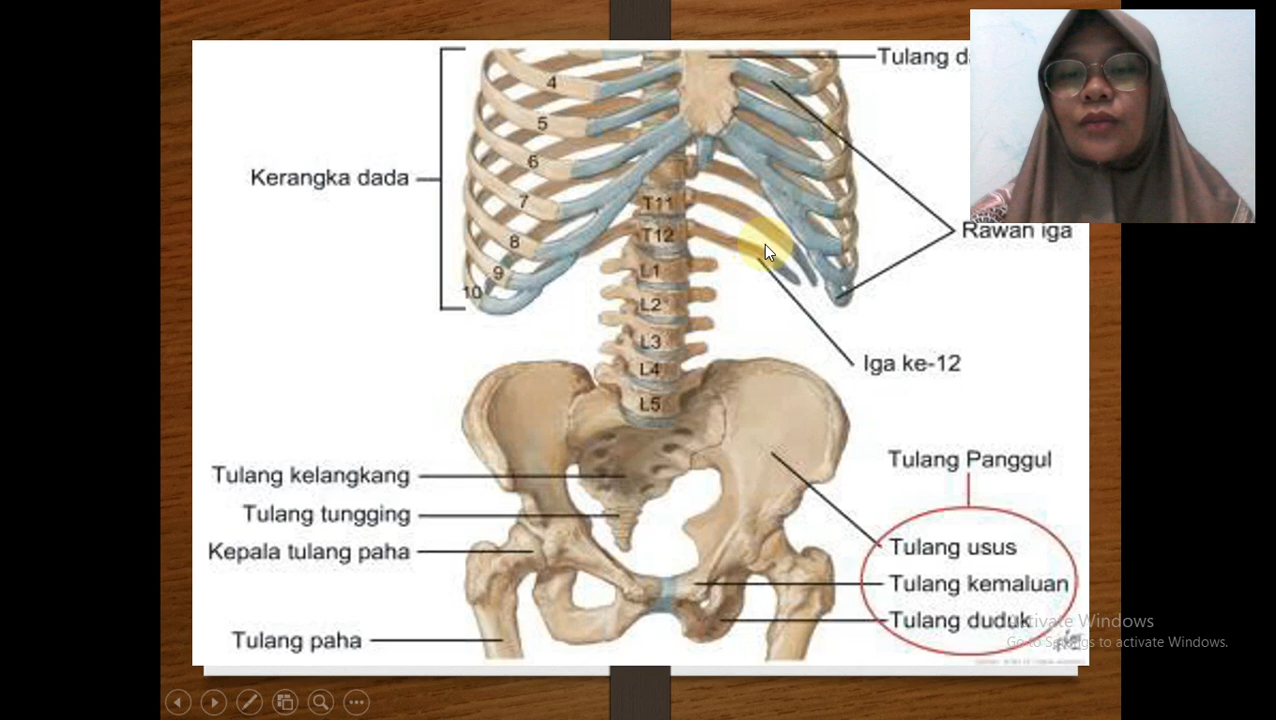 Tulang
4
5
Kerangka dada
6
7
T11
8
T12
Rawan iga
9
L1
10
L2
L3
Iga ke-12
L4
L5
Tulang Panggul
Tulang kelangkang
Tulang tungging
Kepala tulang paha
Tulang usus
Tulang kemaluan
Tulang duduk
Tulang paha
Activate Windows
Go to Settings to activate Windows.